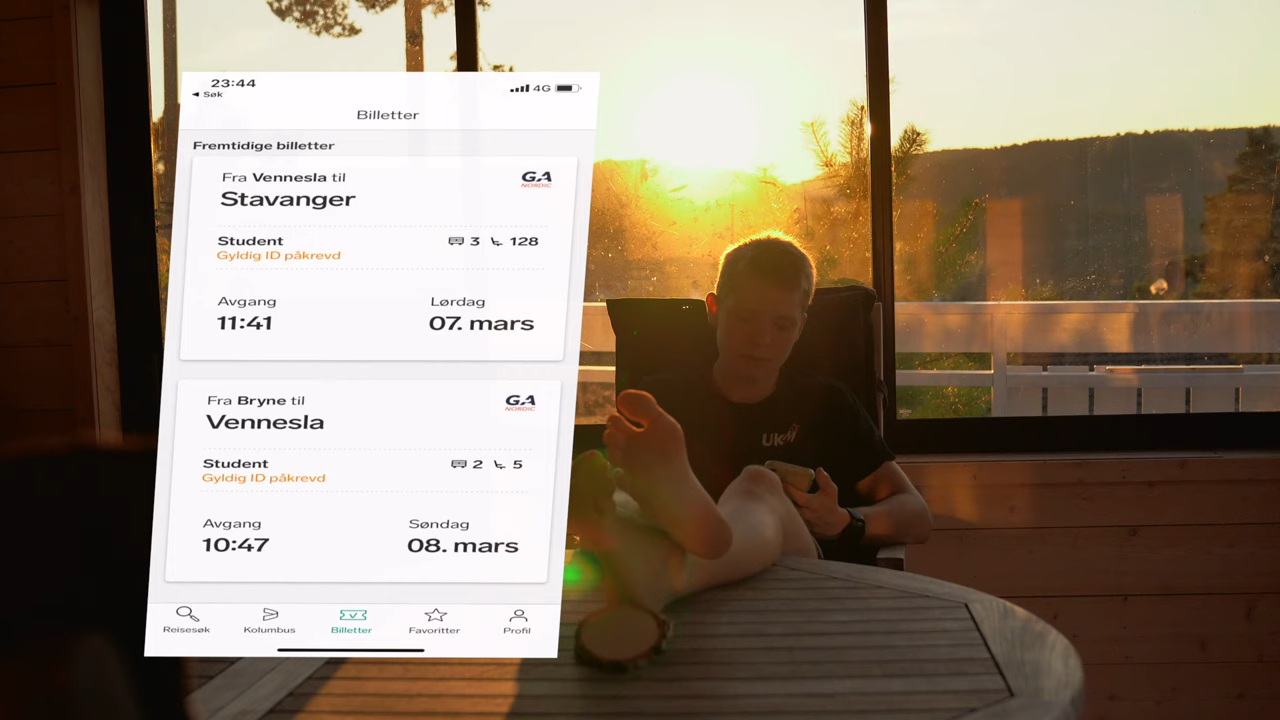 23:44
4G
◄ Søk
Billetter
Fremtidige billetter
Fra Vennesla til
Stavanger
GA
NORDIC
Student
3 128
Gyldig ID påkrevd
Avgang
Lørdag
11:41
07. mars
Fra Bryne til
Vennesla
GA
NORDIC
Student
2 5
Gyldig ID påkrevd
Avgang
Søndag
10:47
08. mars
Reisesøk
Kolumbus
Billetter
Favoritter
Profil
UKM